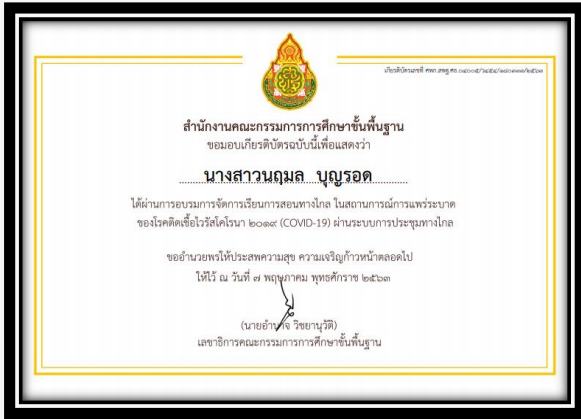 สำนักงานคณะกรรมการการศึกษาขั้นพื้นฐาน
ขอมอบเกียรติบัตรฉบับนี้เพื่อแสดงว่า
นางสาวนฤมล บุญรอด
ได้ผ่านการอบรมการจัดการเรียนการสอนทางไกล ในสถานการณ์การแพร่ระบาด
ของโรคติดเชื้อไวรัสโคโรนา ๒๐๑๙ (COVID-19) ผ่านระบบการประชุมทางไกล
ขออำนวยพรให้ประสพความสุข ความเจริญก้าวหน้าตลอดไป
ให้ไว้ ณ วันที่ ๗ พฤษภาคม พุทธศักราช ๒๕๖๓
(นายอำนาจ วิชยานุวัติ)
เลขาธิการคณะกรรมการการศึกษาขั้นพื้นฐาน